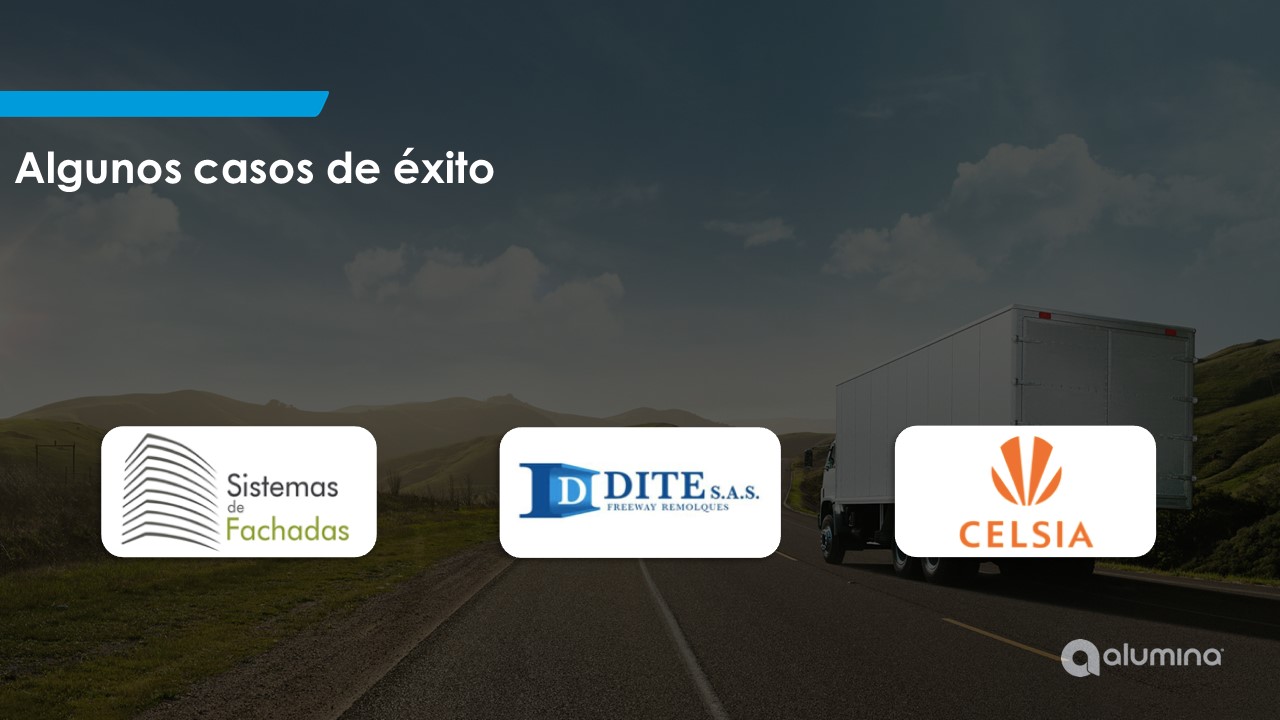 Algunos casos de éxito
Sistemas
de
Fachadas
D DITE S.A.S.
FREEWAY REMOLQUES
CELSIA
alumina